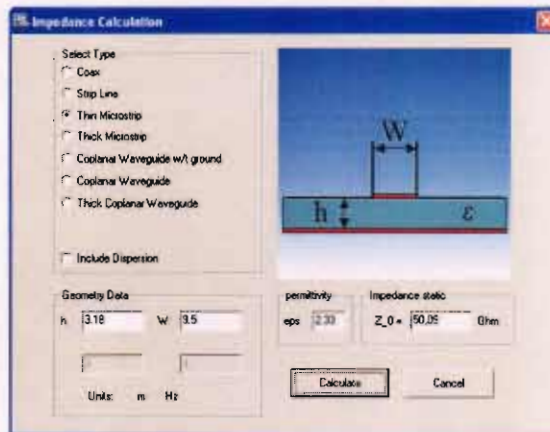 Impedance Calculation
Select Type
Coax
Strip Line
Thin Microstrip
Thick Microstrip
Coplanar Waveguide w/t ground
Coplanar Waveguide
Thick Coplanar Waveguide
Include Dispersion
W
h
ε
Geometry Data
h 3.18 W 9.5
Units: m Hz
permittivity
eps 2.33
Impedance static
Z_0 = 50,05 Ohm
Calculate
Cancel